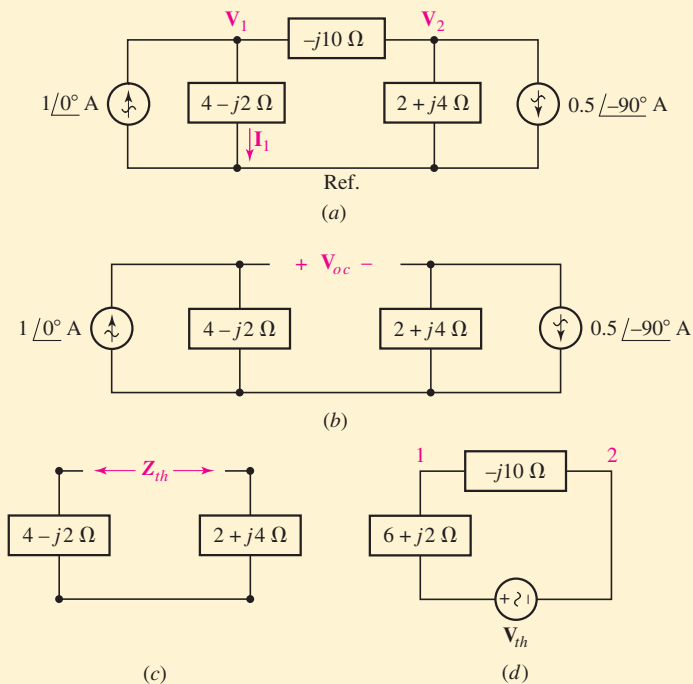 V₁ V₂
–j10 Ω
1/0° A 4 – j2 Ω 2 + j4 Ω 0.5 /–90° A
I₁
Ref.
(a)
+ Vₒ꜀ –
1 /0° A 4 – j2 Ω 2 + j4 Ω 0.5 /–90° A
(b)
Zₜₕ
4 – j2 Ω 2 + j4 Ω
(c)
1 2
–j10 Ω
6 + j2 Ω
+ –
Vₜₕ
(d)